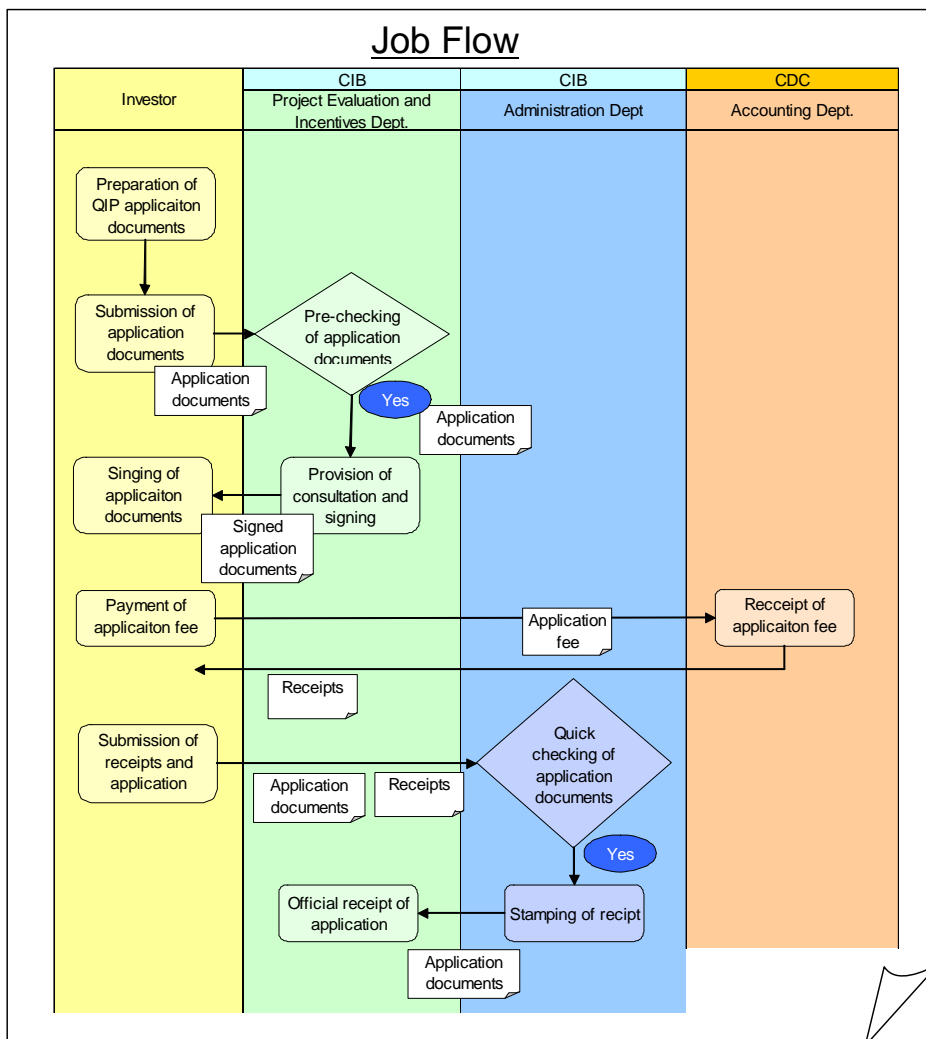 Job Flow
Investor
CIB
Project Evaluation and
Incentives Dept.
CIB
Administration Dept
CDC
Accounting Dept.
Preparation of
QIP applicaiton
documents
Submission of
application
documents
Pre-checking
of application
documents
Application
documents
Yes
Application
documents
Singing of
applicaiton
documents
Provision of
consultation and
signing
Signed
application
documents
Payment of
applicaiton fee
Application
fee
Recceipt of
applicaiton fee
Receipts
Submission of
receipts and
application
Quick
checking of
application
documents
Application
documents
Receipts
Yes
Official receipt of
application
Stamping of recipt
Application
documents